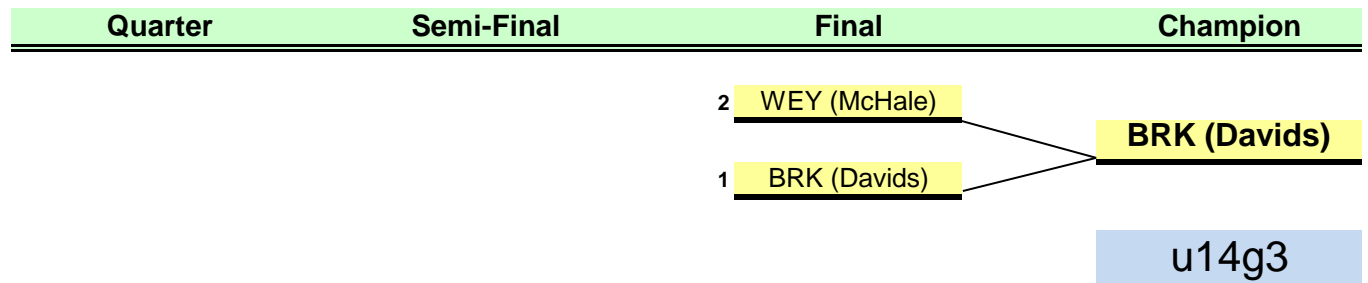 Quarter Semi-Final Final Champion
2 WEY (McHale)
BRK (Davids)
1 BRK (Davids)
u14g3